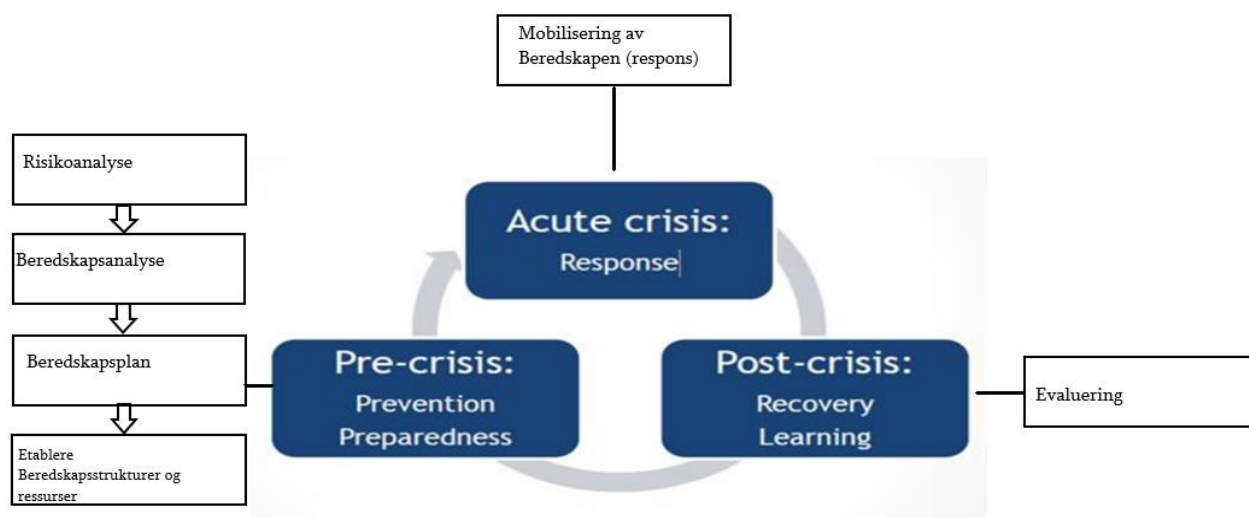 Mobilisering av
Beredskapen (respons)
Risikoanalyse
Beredskapsanalyse
Beredskapsplan
Etablere
Beredskapsstrukturer og
ressurser
Acute crisis:
Response
Pre-crisis:
Prevention
Preparedness
Post-crisis:
Recovery
Learning
Evaluering